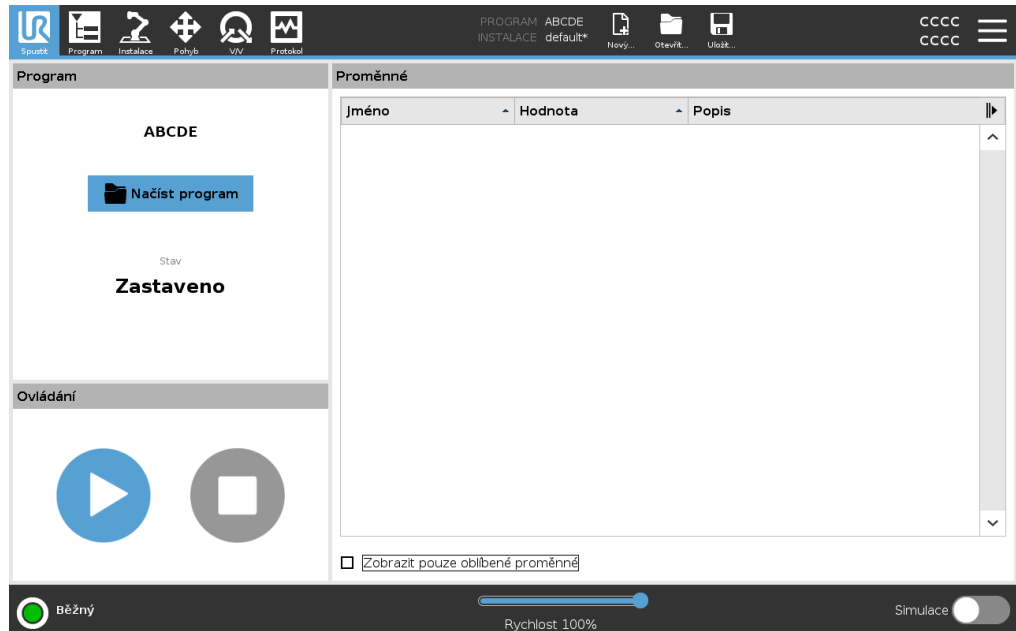 PROGRAM ABCDE
INSTALACE default*
CCCC
CCCC
Spustit Program Instalace Pohyb V/V Protokol
Nový... Otevřít... Uložit...
Program
ABCDE
Načíst program
Stav
Zastaveno
Ovládání
Proměnné
Jméno Hodnota Popis
Zobrazit pouze oblíbené proměnné
Běžný
Rychlost 100%
Simulace